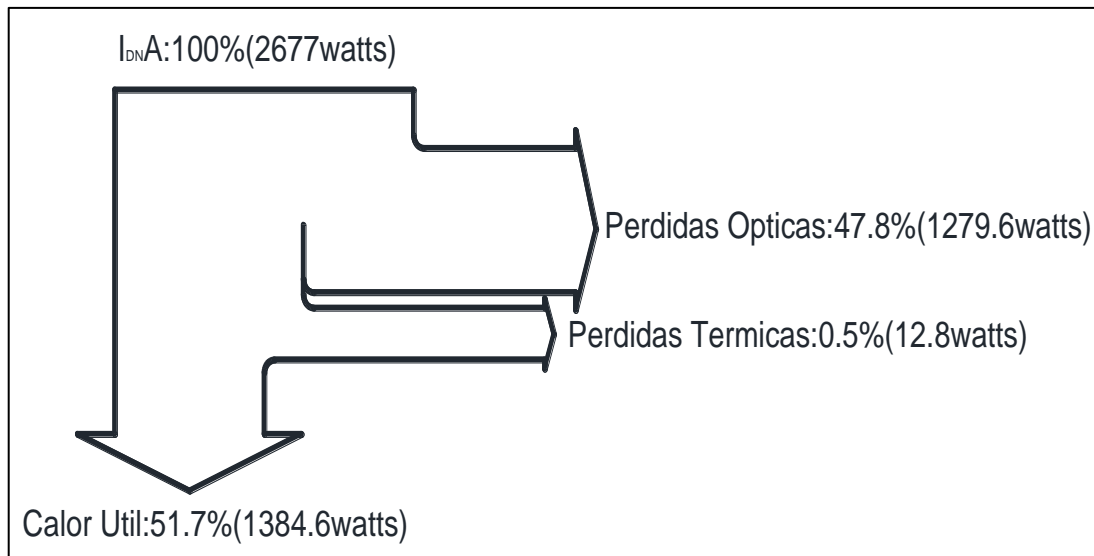 I_DNA:100%(2677watts)
Perdidas Opticas:47.8%(1279.6watts)
Perdidas Termicas:0.5%(12.8watts)
Calor Util:51.7%(1384.6watts)